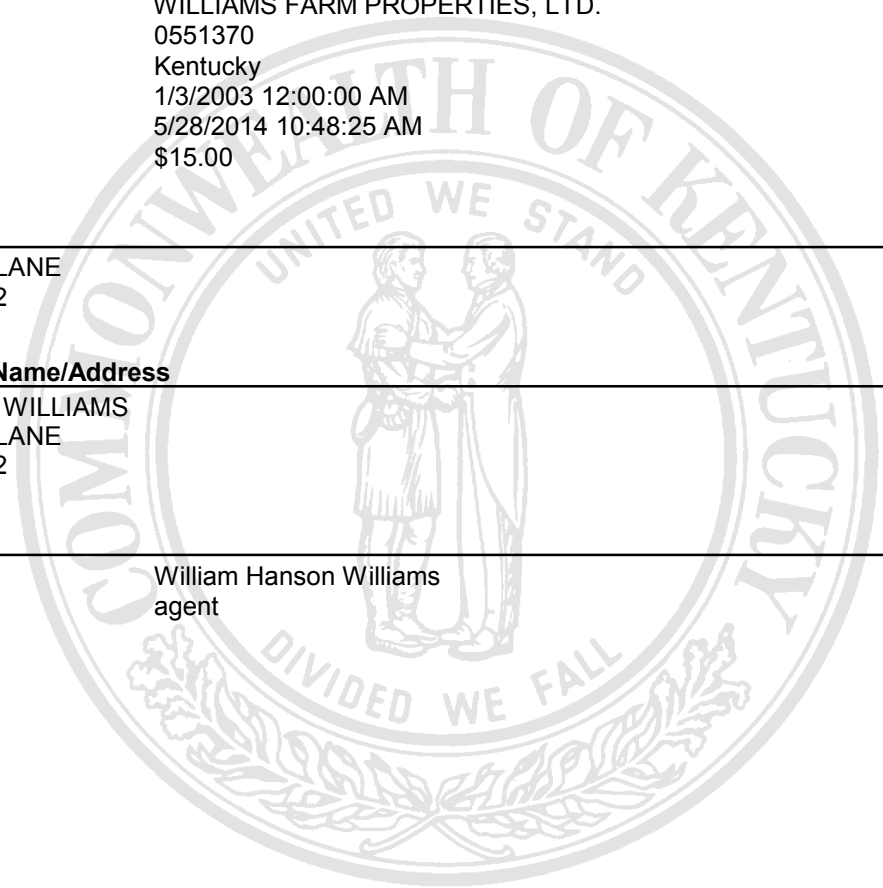 WILLIAMS FARM PROPERTIES, LTD.
0551370
Kentucky
1/3/2003 12:00:00 AM
5/28/2014 10:48:25 AM
$15.00
LANE
2
Name/Address
WILLIAMS
LANE
2
William Hanson Williams
agent
COMMONWEALTH OF KENTUCKY
UNITED WE STAND
DIVIDED WE FALL